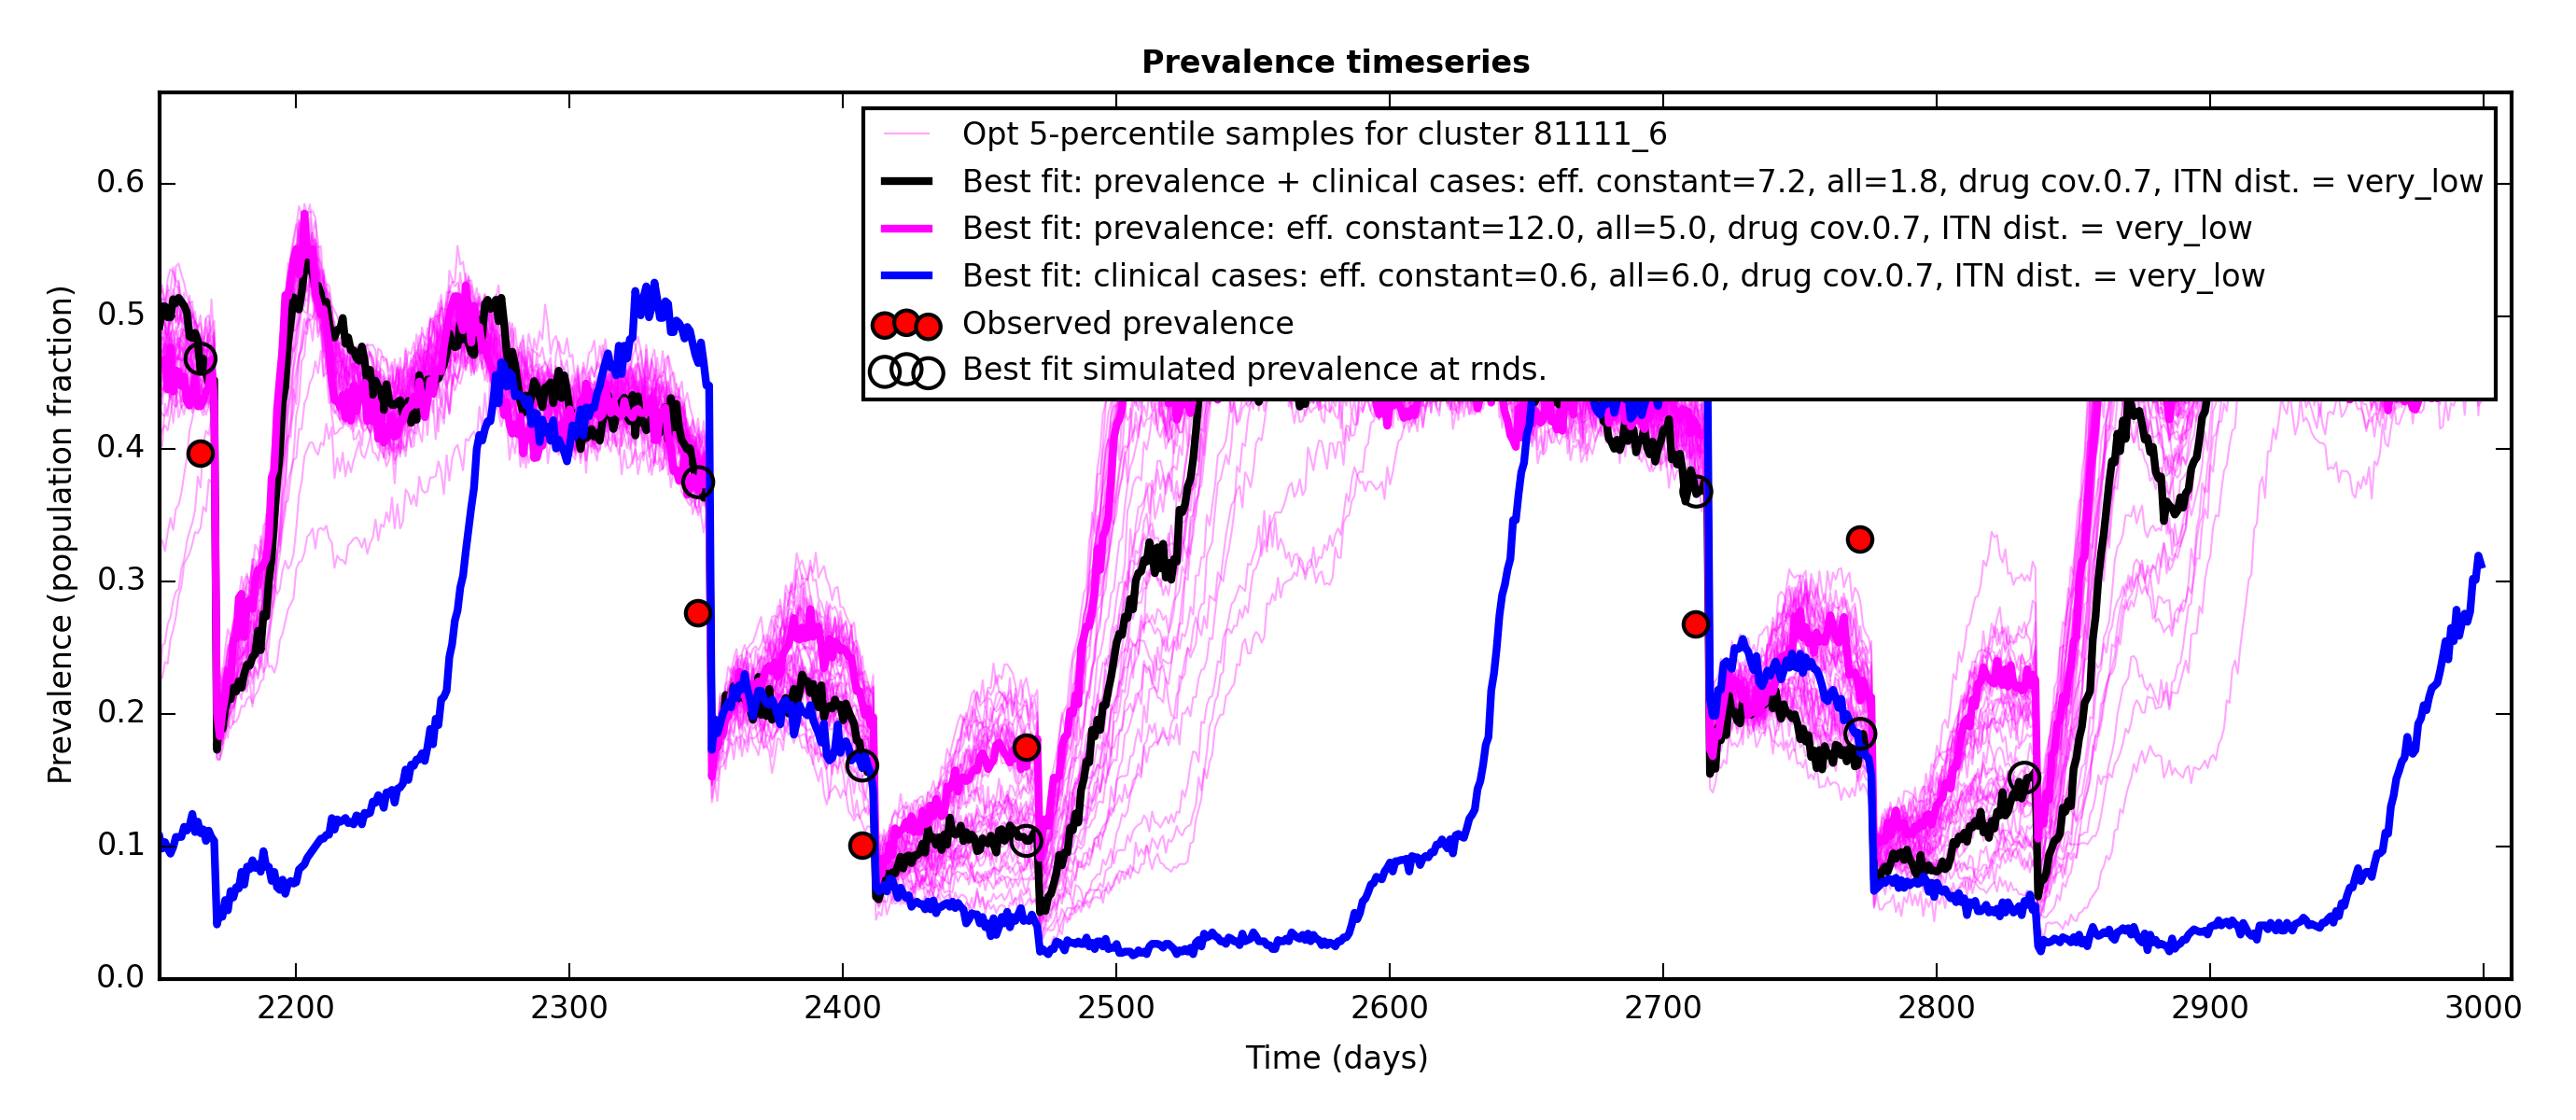 Prevalence timeseries
Opt 5-percentile samples for cluster 81111_6
Best fit: prevalence + clinical cases: eff. constant=7.2, all=1.8, drug cov.0.7, ITN dist. = very_low
Best fit: prevalence: eff. constant=12.0, all=5.0, drug cov.0.7, ITN dist. = very_low
Best fit: clinical cases: eff. constant=0.6, all=6.0, drug cov.0.7, ITN dist. = very_low
Observed prevalence
Best fit simulated prevalence at rnds.
Prevalence (population fraction)
0.6
0.5
0.4
0.3
0.2
0.1
0.0
2200 2300 2400 2500 2600 2700 2800 2900 3000
Time (days)